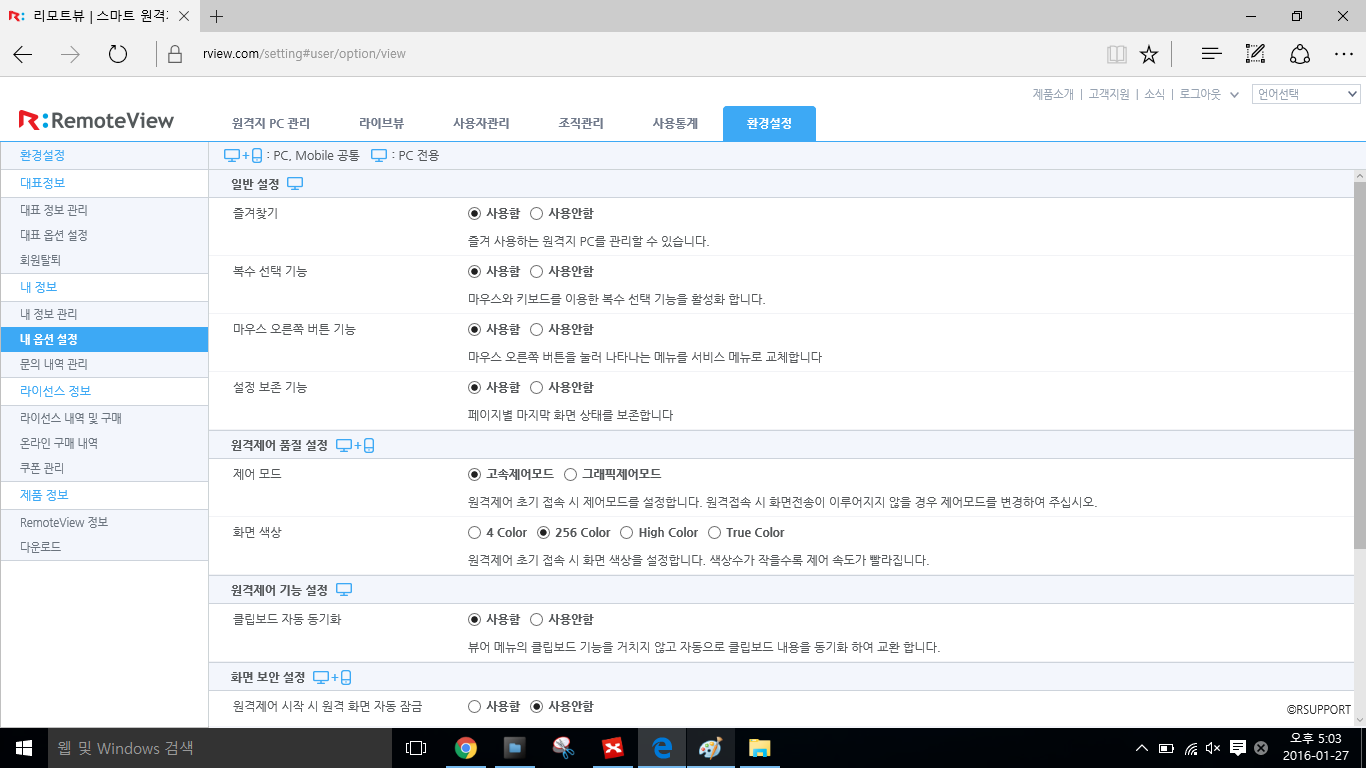 리모트뷰 | 스마트 원격
rview.com/setting#user/option/view
제품소개 | 고객지원 | 소식 | 로그아웃 언어선택
RemoteView 원격지 PC 관리 라이브뷰 사용자관리 조직관리 사용통계 환경설정
환경설정
대표정보
대표 정보 관리
대표 옵션 설정
회원탈퇴
내 정보
내 정보 관리
내 옵션 설정
문의 내역 관리
라이선스 정보
라이선스 내역 및 구매
온라인 구매 내역
쿠폰 관리
제품 정보
RemoteView 정보
다운로드
+ : PC, Mobile 공통 : PC 전용
일반 설정
즐겨찾기 사용함 사용안함
즐겨 사용하는 원격지 PC를 관리할 수 있습니다.
복수 선택 기능 사용함 사용안함
마우스와 키보드를 이용한 복수 선택 기능을 활성화 합니다.
마우스 오른쪽 버튼 기능 사용함 사용안함
마우스 오른쪽 버튼을 눌러 나타나는 메뉴를 서비스 메뉴로 교체합니다
설정 보존 기능 사용함 사용안함
페이지별 마지막 화면 상태를 보존합니다
원격제어 품질 설정 +
제어 모드 고속제어모드 그래픽제어모드
원격제어 초기 접속 시 제어모드를 설정합니다. 원격접속 시 화면전송이 이루어지지 않을 경우 제어모드를 변경하여 주십시오.
화면 색상 4 Color 256 Color High Color True Color
원격제어 초기 접속 시 화면 색상을 설정합니다. 색상수가 작을수록 제어 속도가 빨라집니다.
원격제어 기능 설정
클립보드 자동 동기화 사용함 사용안함
뷰어 메뉴의 클립보드 기능을 거치지 않고 자동으로 클립보드 내용을 동기화 하여 교환 합니다.
화면 보안 설정 +
원격제어 시작 시 원격 화면 자동 잠금 사용함 사용안함
©RSUPPORT
웹 및 Windows 검색
오후 5:03
2016-01-27